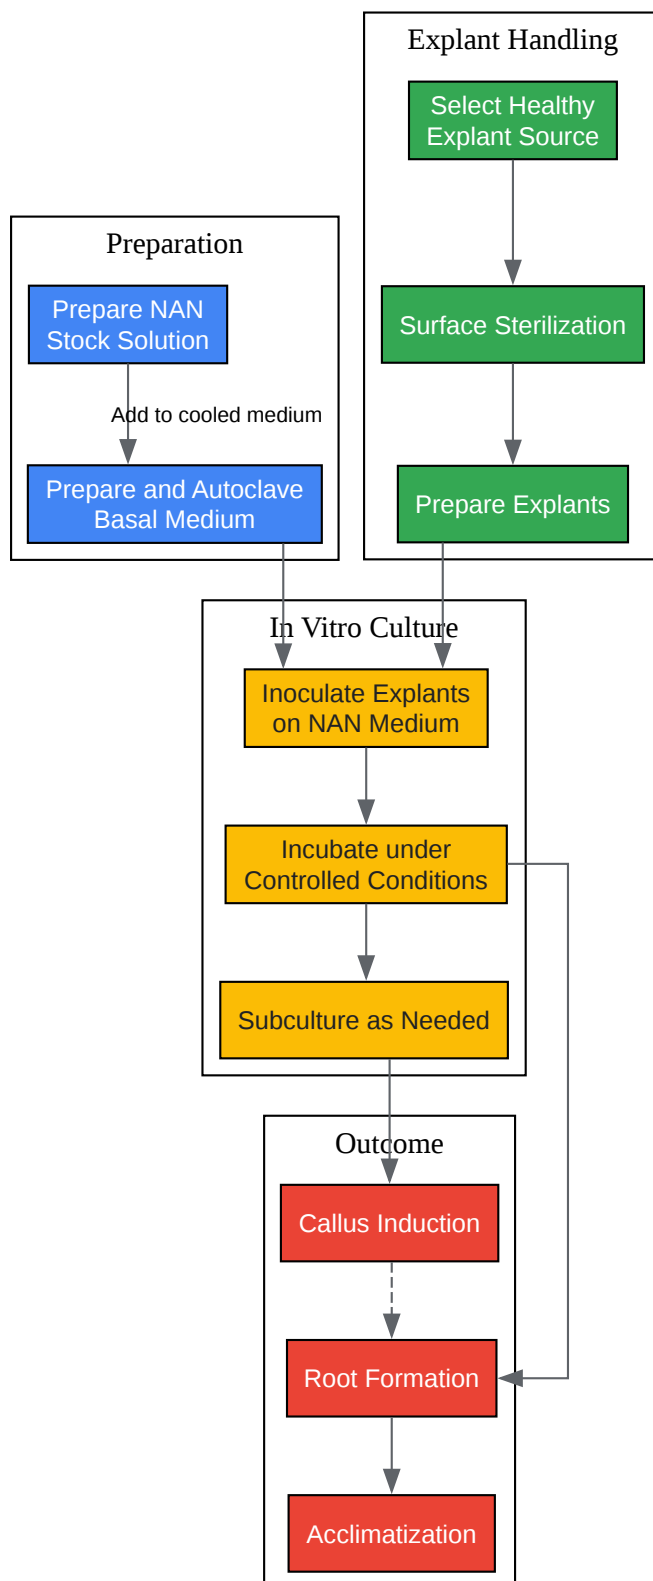 Explant Handling
Select Healthy
Explant Source
Preparation
Prepare NAN
Stock Solution
Surface Sterilization
Add to cooled medium
Prepare and Autoclave
Basal Medium
Prepare Explants
In Vitro Culture
Inoculate Explants
on NAN Medium
Incubate under
Controlled Conditions
Subculture as Needed
Outcome
Callus Induction
Root Formation
Acclimatization